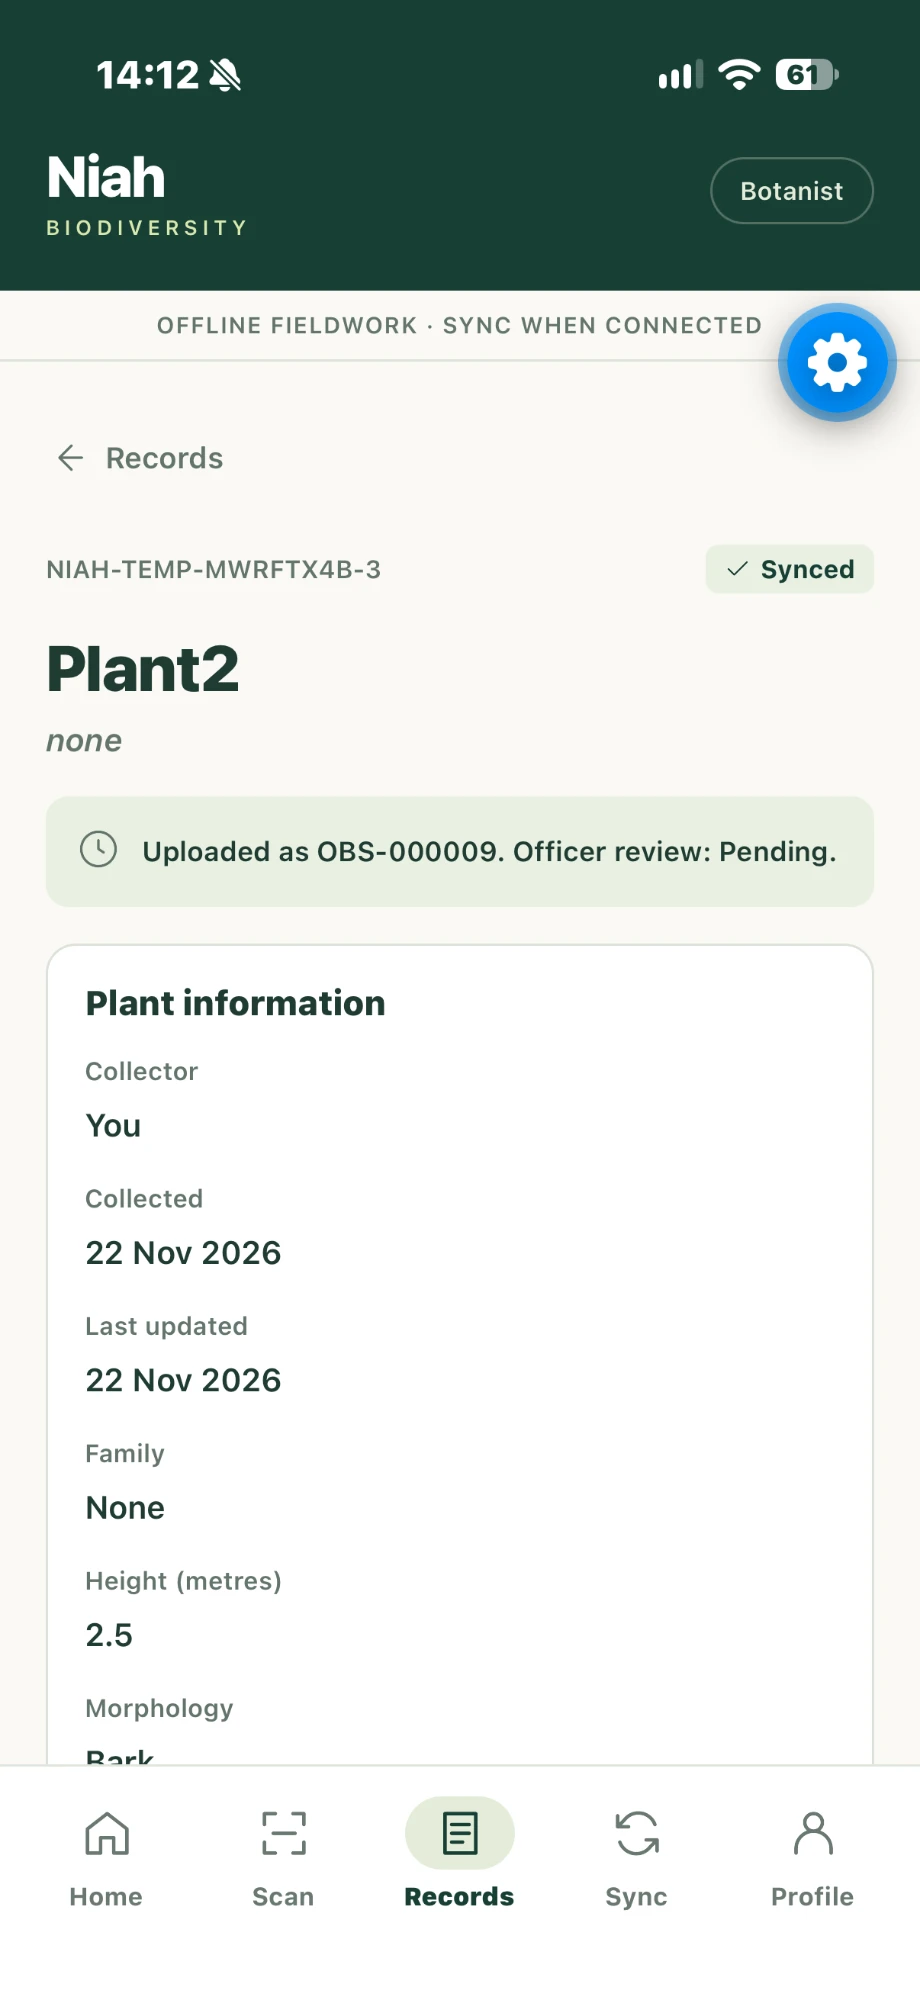 14:12
61
Niah
BIODIVERSITY
Botanist
OFFLINE FIELDWORK · SYNC WHEN CONNECTED
Records
NIAH-TEMP-MWRFTX4B-3
Synced
Plant2
none
Uploaded as OBS-000009. Officer review: Pending.
Plant information
Collector
You
Collected
22 Nov 2026
Last updated
22 Nov 2026
Family
None
Height (metres)
2.5
Morphology
Bark
Home
Scan
Records
Sync
Profile